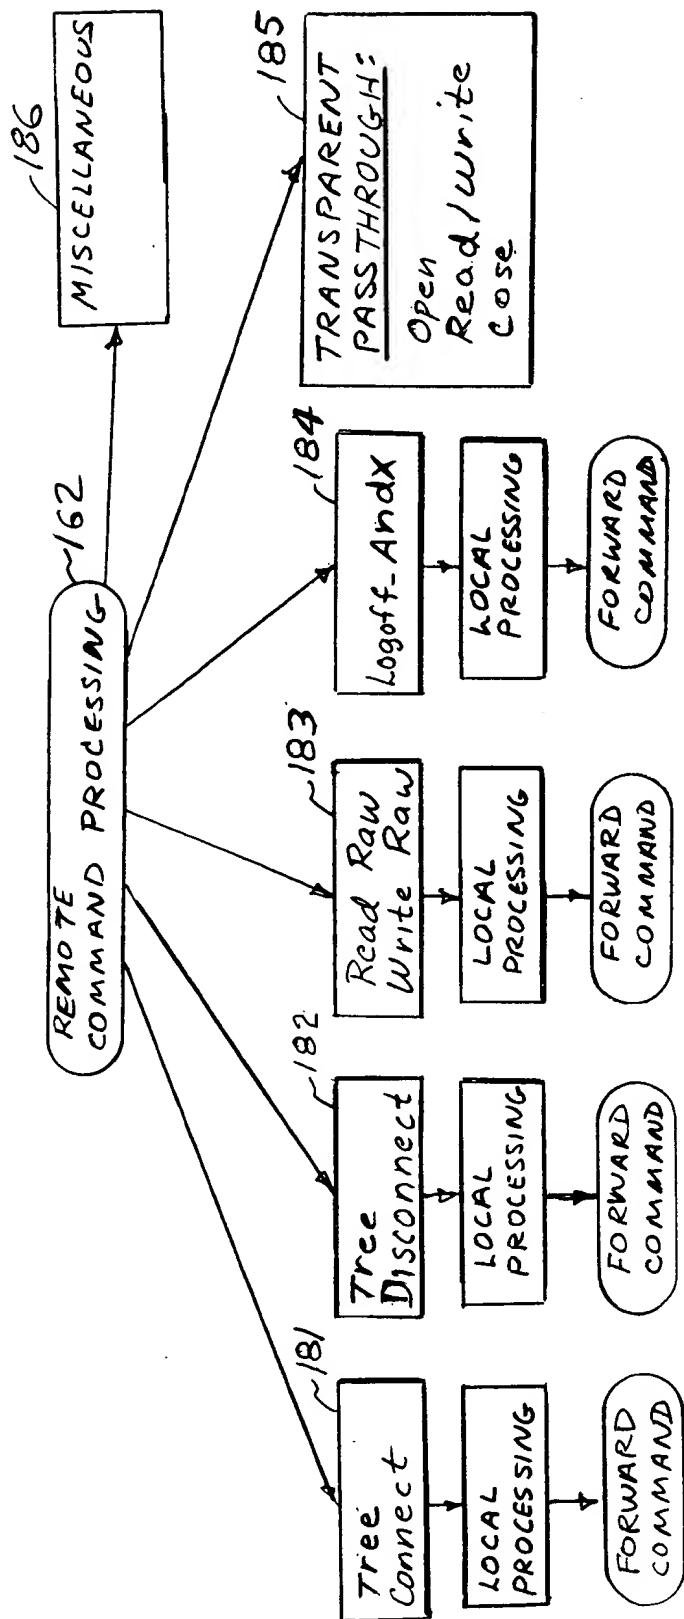 REMOTE
COMMAND PROCESSING
162
MISCELLANEOUS
186
181
Tree
Connect
LOCAL
PROCESSING
FORWARD
COMMAND
182
Tree
Disconnect
LOCAL
PROCESSING
FORWARD
COMMAND
183
Read Raw
Write Raw
LOCAL
PROCESSING
FORWARD
COMMAND
184
Logoff_AndX
LOCAL
PROCESSING
FORWARD
COMMAND
185
TRANSPARENT
PASSTHROUGH:
Open
Read/Write
Cose